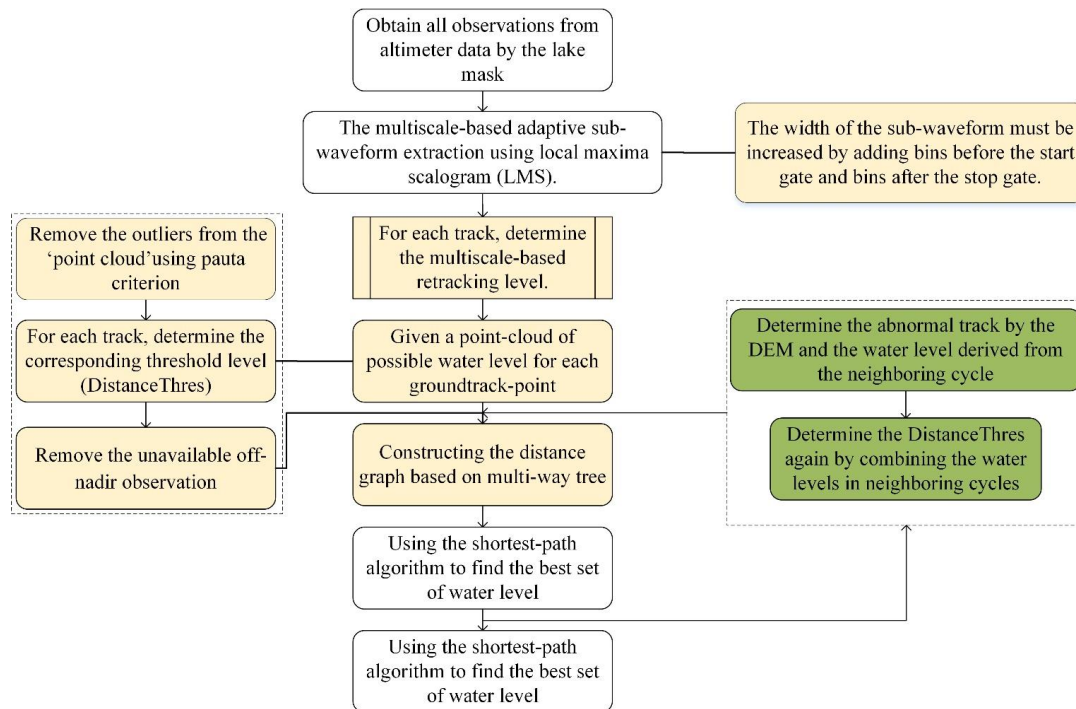 Obtain all observations from
altimeter data by the lake
mask
The multiscale-based adaptive sub-
waveform extraction using local maxima
scalogram (LMS).
The width of the sub-waveform must be
increased by adding bins before the start
gate and bins after the stop gate.
For each track, determine
the multiscale-based
retracking level.
Remove the outliers from the
‘point cloud’using pauta
criterion
For each track, determine the
corresponding threshold level
(DistanceThres)
Remove the unavailable off-
nadir observation
Given a point-cloud of
possible water level for each
groundtrack-point
Determine the abnormal track by the
DEM and the water level derived from
the neighboring cycle
Determine the DistanceThres
again by combining the water
levels in neighboring cycles
Constructing the distance
graph based on multi-way tree
Using the shortest-path
algorithm to find the best set
of water level
Using the shortest-path
algorithm to find the best set
of water level